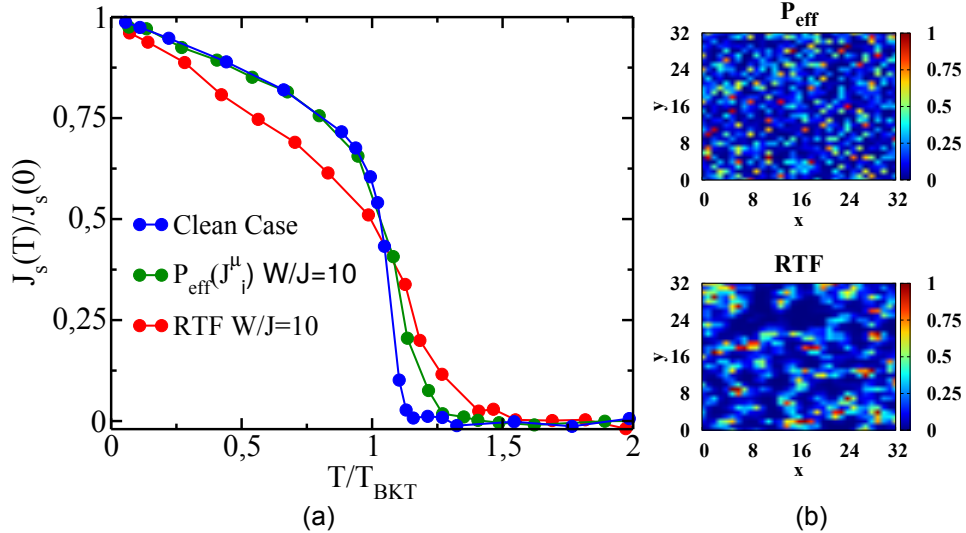 1
0,75
0,5
0,25
0
J_s(T)/J_s(0)
Clean Case
P_eff(J^μ_i) W/J=10
RTF W/J=10
0 0,5 1 1,5 2
T/T_BKT
(a)
P_eff
32
24
16
8
0
y
0 8 16 24 32
x
1
0.75
0.5
0.25
0
RTF
32
24
16
8
0
y
0 8 16 24 32
x
1
0.75
0.5
0.25
0
(b)